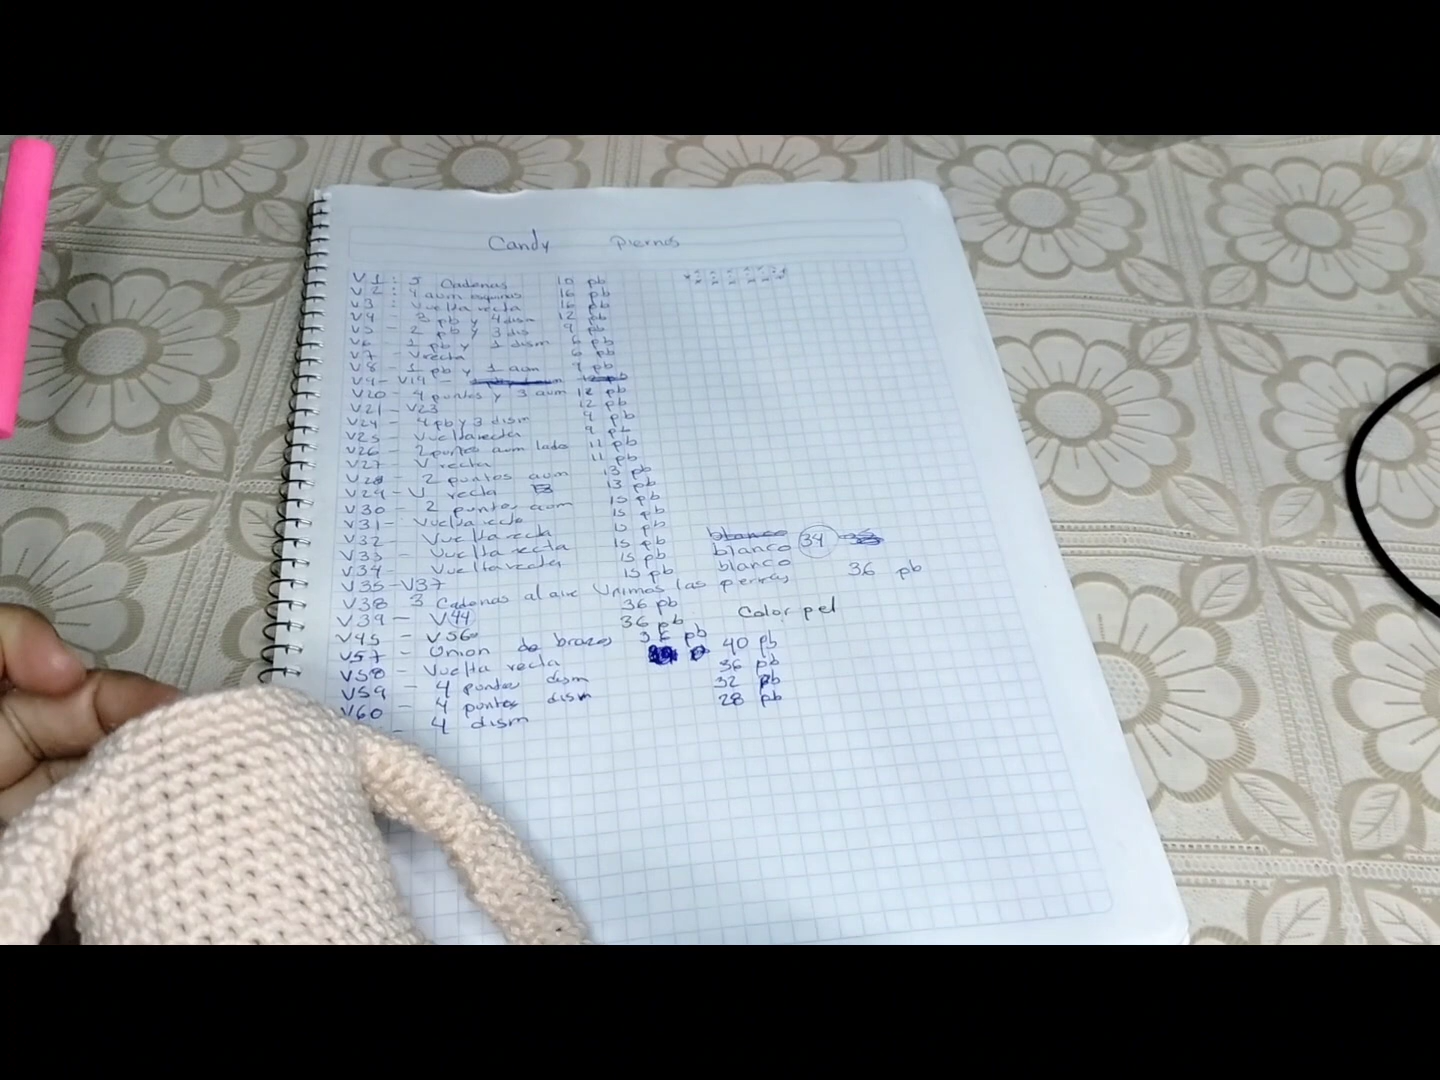 Candy Piernas
V1: 5 Cadenas 10 pb
V2: 4 aum esquinas 16 pb
V3: Vuelta recta 16 pb
V4 - 3 pb y 4 dism 12 pb
V5 - 2 pb y 3 dis 9 pb
V6 - 1 pb y 1 dism 6 pb
V7 - V recta 6 pb
V8 - 1 pb y 1 aum 9 pb
V9 - V19 -
V20 - 4 puntos y 3 aum 12 pb
V21 - V23 12 pb
V24 - 4 pb y 3 dism 9 pb
V25 - Vuelta recta 9 pb
V26 - 2 puntos aum lado 11 pb
V27 - V recta 11 pb
V28 - 2 puntos aum 13 pb
V29 - V recta 13 pb
V30 - 2 puntos aum 15 pb
V31 - Vuelta recta 15 pb
V32 - Vuelta recta 15 pb blanco
V33 - Vuelta recta 15 pb blanco 34
V34 - Vuelta recta 15 pb blanco
V35 - V37 15 pb
V38 3 Cadenas al que Unimos las piernas 36 pb
V39 - V44 36 pb
V45 - V56 36 pb Color piel
V57 - Union de brazos 36 pb
V58 - Vuelta recta 40 pb
V59 - 4 puntos dism 36 pb
V60 - 4 puntos dism 32 pb
- 4 dism 28 pb